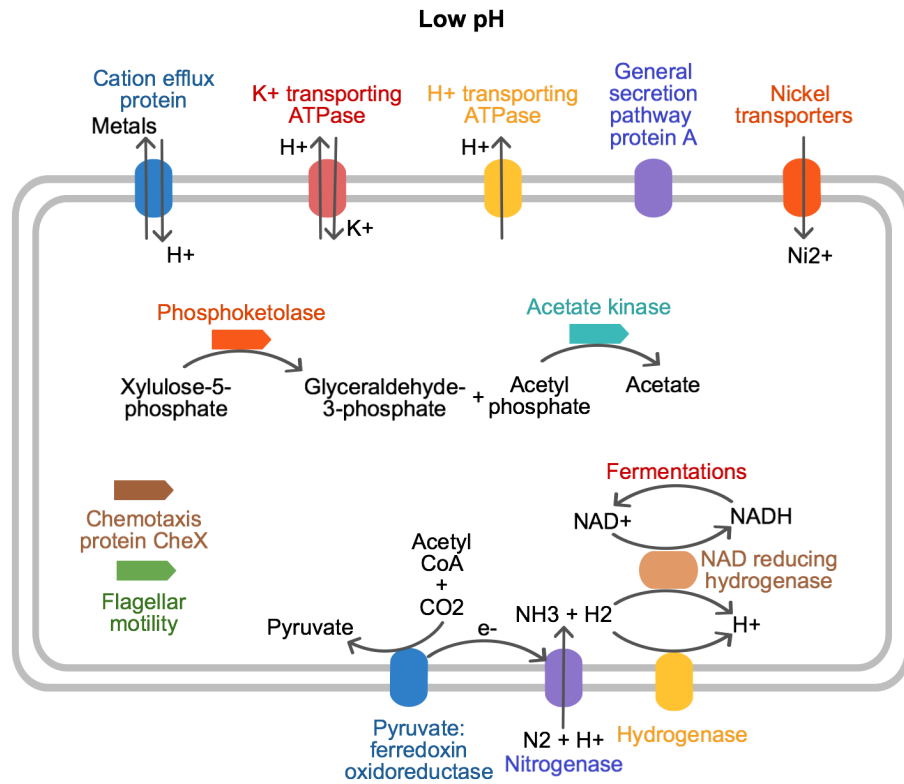 Low pH
Cation efflux
protein
Metals
H+
K+ transporting
ATPase
H+
K+
H+ transporting
ATPase
H+
General
secretion
pathway
protein A
Nickel
transporters
Ni2+
Phosphoketolase
Xylulose-5-
phosphate
Glyceraldehyde-
3-phosphate
+
Acetyl
phosphate
Acetate kinase
Acetate
Chemotaxis
protein CheX
Flagellar
motility
Fermentations
NAD+
NADH
NAD reducing
hydrogenase
Acetyl
CoA
+
CO2
Pyruvate
e-
NH3 + H2
H+
Pyruvate:
ferredoxin
oxidoreductase
N2 + H+
Nitrogenase
Hydrogenase